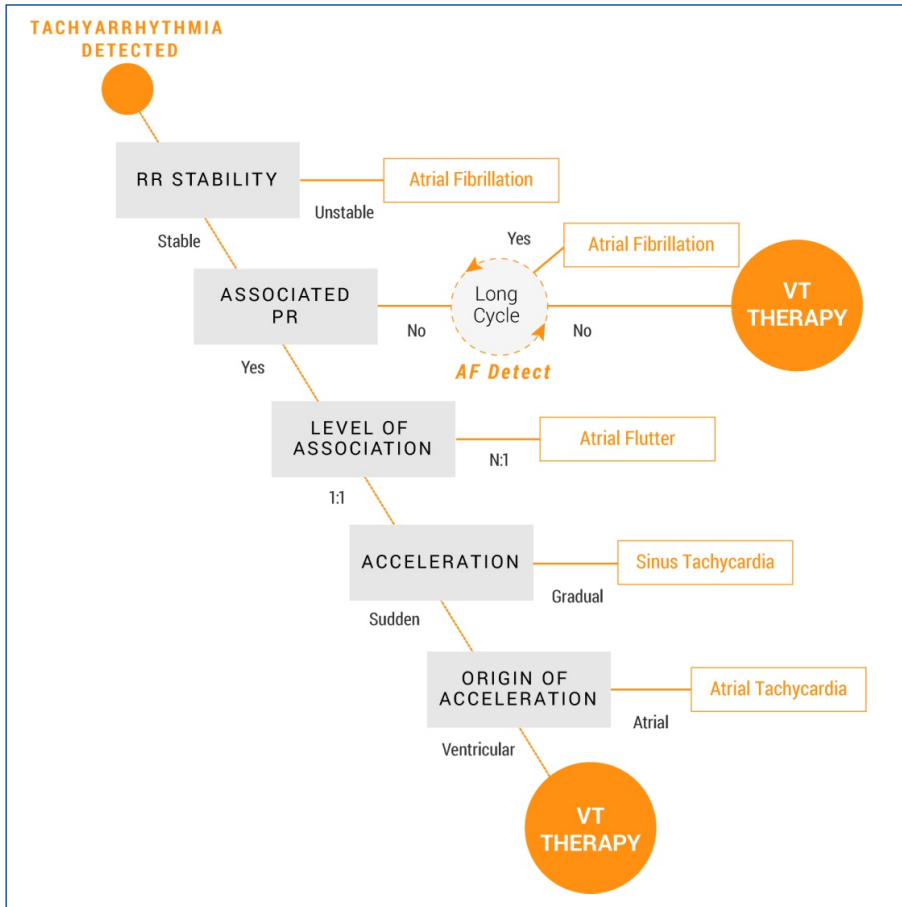 TACHYARRHYTHMIA
DETECTED
RR STABILITY
Atrial Fibrillation
Unstable
Stable
Yes
Atrial Fibrillation
ASSOCIATED
PR
Long
Cycle
VT
THERAPY
No
No
AF Detect
Yes
LEVEL OF
ASSOCIATION
Atrial Flutter
N:1
1:1
ACCELERATION
Sinus Tachycardia
Gradual
Sudden
ORIGIN OF
ACCELERATION
Atrial Tachycardia
Atrial
Ventricular
VT
THERAPY